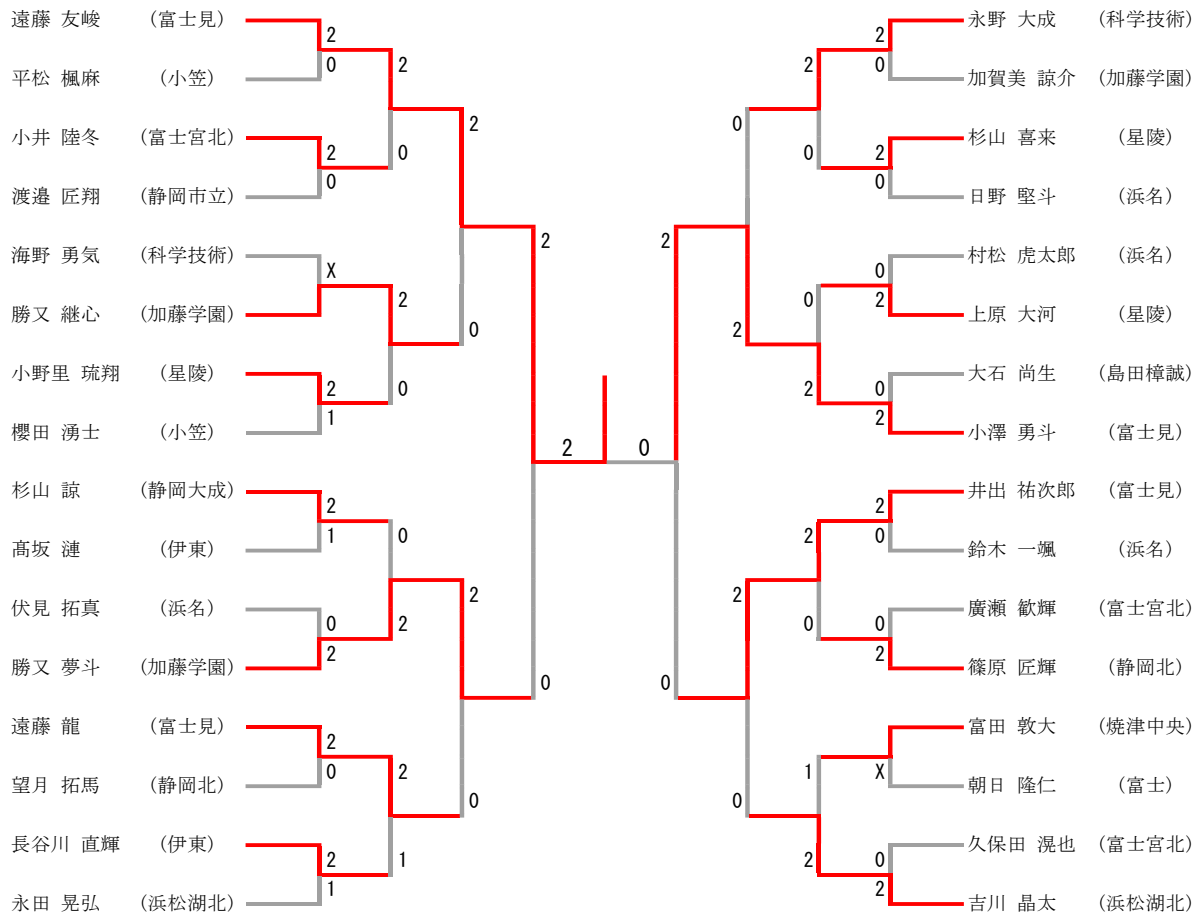 遠藤 友峻 (富士見)
2
0
平松 楓麻 (小笠)
2
小井 陸冬 (富士宮北)
2
0
0
渡邉 匠翔 (静岡市立)
2
海野 勇気 (科学技術)
X
勝又 継心 (加藤学園)
2
0
小野里 琉翔 (星陵)
2
1
0
櫻田 湧士 (小笠)
2
杉山 諒 (静岡大成)
2
1
髙坂 漣 (伊東)
0
伏見 拓真 (浜名)
0
2
2
勝又 夢斗 (加藤学園)
2
0
遠藤 龍 (富士見)
2
0
望月 拓馬 (静岡北)
2
0
長谷川 直輝 (伊東)
2
1
1
永田 晃弘 (浜松湖北)
2 0
永野 大成 (科学技術)
2
0
加賀美 諒介 (加藤学園)
2
0
杉山 喜来 (星陵)
2
0
0
日野 堅斗 (浜名)
2
村松 虎太郎 (浜名)
0
2
上原 大河 (星陵)
0
2
大石 尚生 (島田樟誠)
0
2
2
小澤 勇斗 (富士見)
井出 祐次郎 (富士見)
2
0
鈴木 一颯 (浜名)
2
2
廣瀬 歓輝 (富士宮北)
0
2
0
篠原 匠輝 (静岡北)
0
富田 敦大 (焼津中央)
X
朝日 隆仁 (富士)
1
0
久保田 滉也 (富士宮北)
0
2
2
吉川 晶太 (浜松湖北)